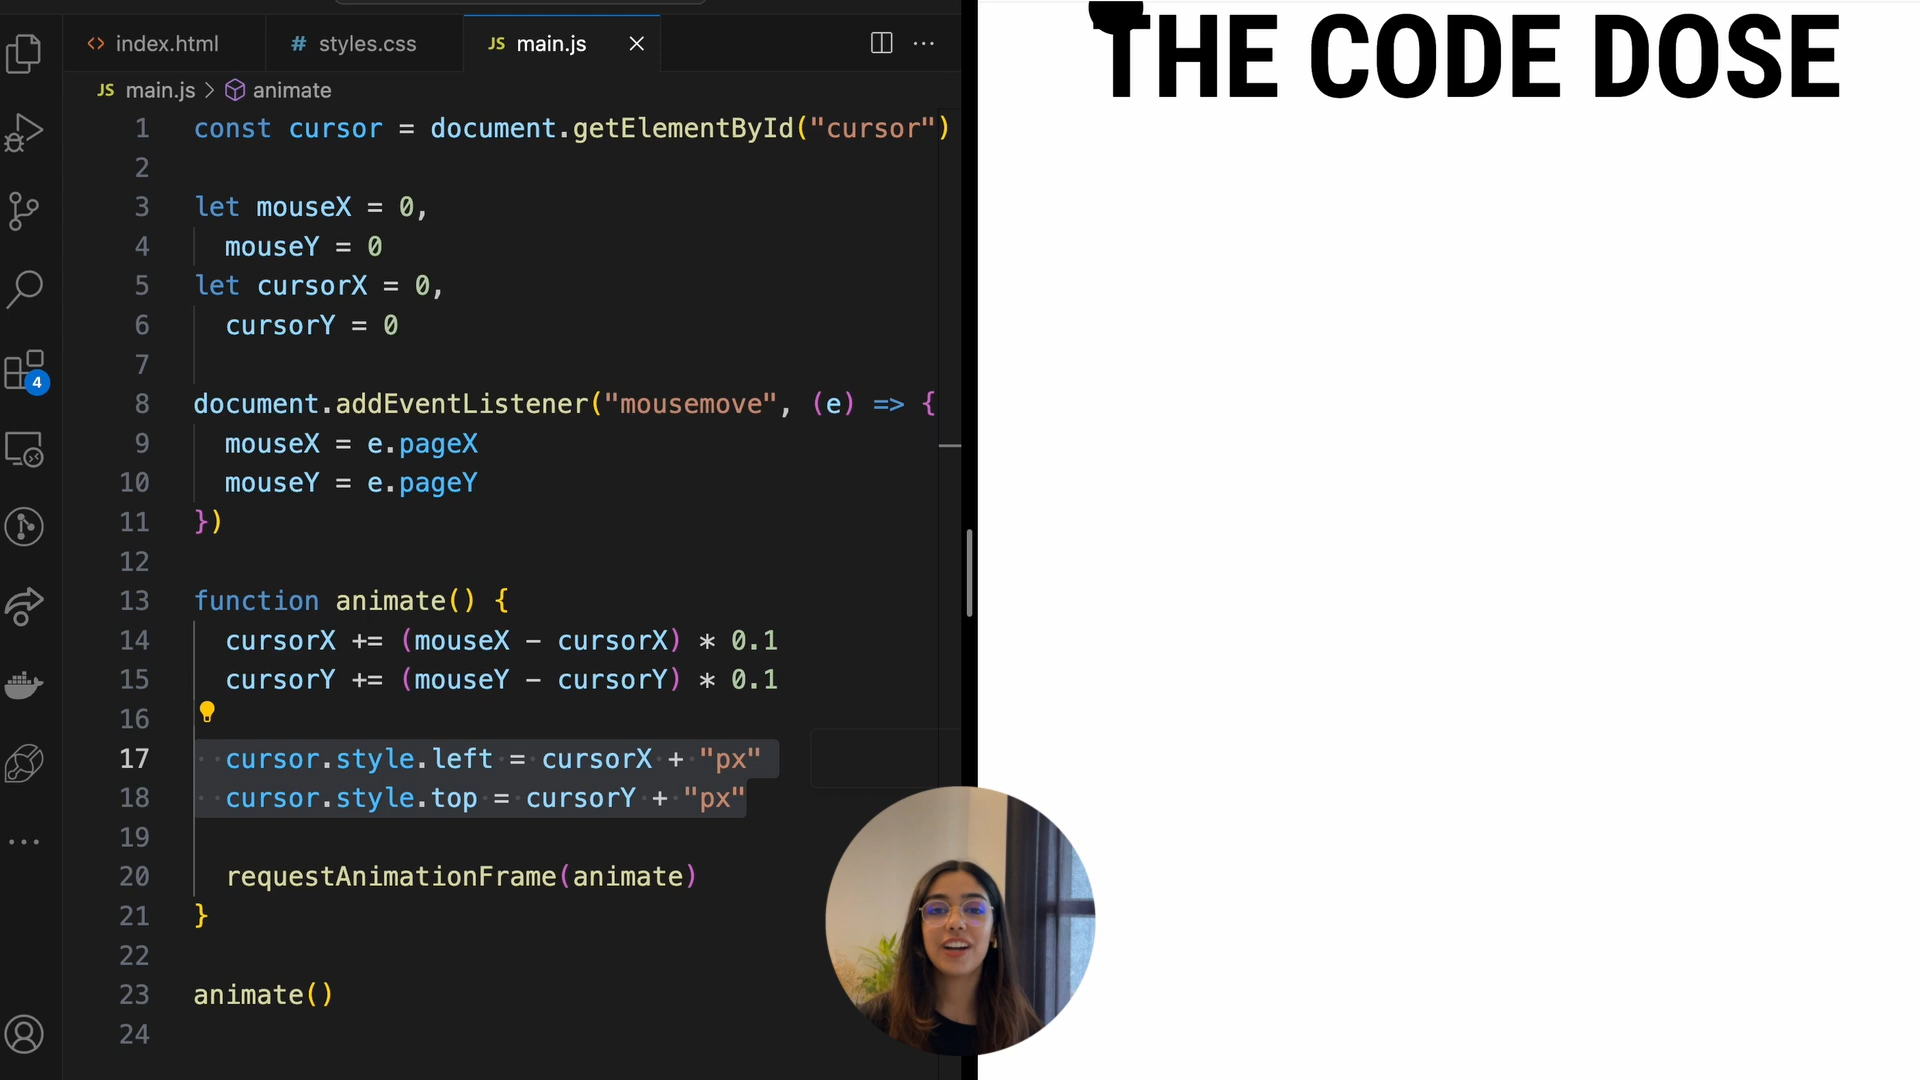 index.html
styles.css
JS main.js
JS main.js > animate
1 const cursor = document.getElementById("cursor")
2
3 let mouseX = 0,
4 mouseY = 0
5 let cursorX = 0,
6 cursorY = 0
7
8 document.addEventListener("mousemove", (e) => {
9 mouseX = e.pageX
10 mouseY = e.pageY
11 })
12
13 function animate() {
14 cursorX += (mouseX - cursorX) * 0.1
15 cursorY += (mouseY - cursorY) * 0.1
16
17 cursor.style.left = cursorX + "px"
18 cursor.style.top = cursorY + "px"
19
20 requestAnimationFrame(animate)
21 }
22
23 animate()
24
4
THE CODE DOSE